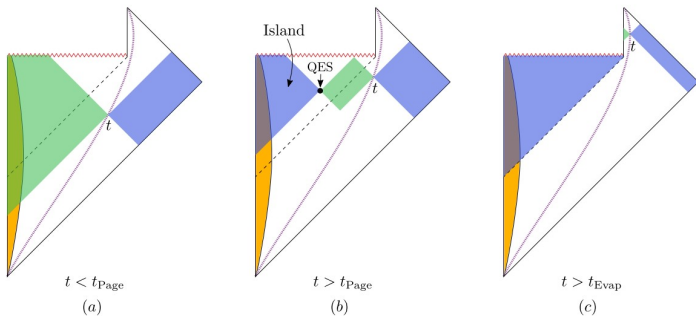 Island
QES
t
t
t
t < t_Page
t > t_Page
t > t_Evap
(a)
(b)
(c)